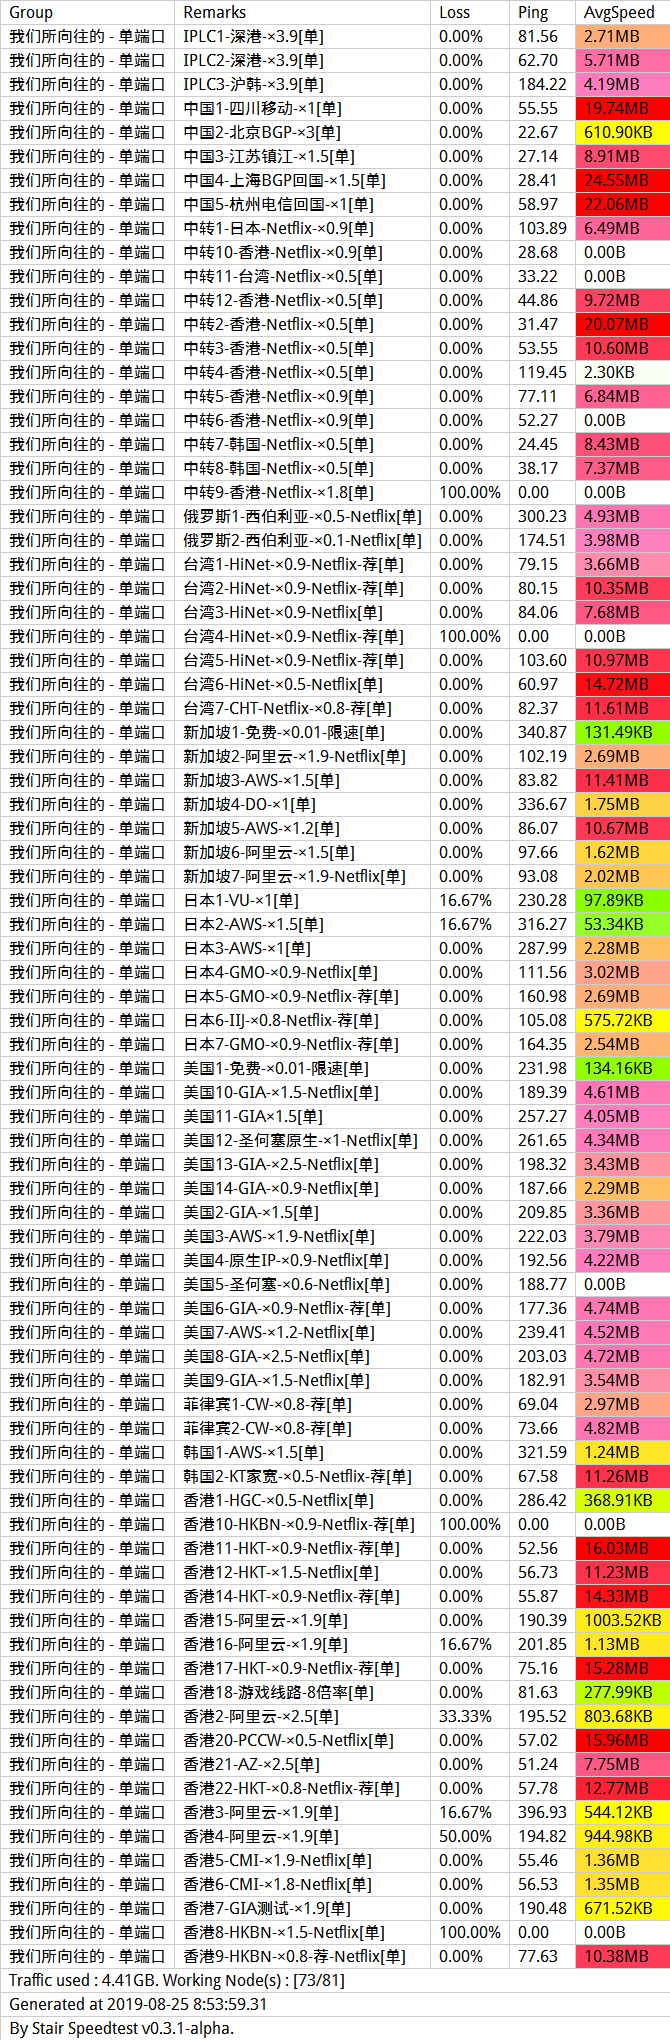 Group Remarks Loss Ping AvgSpeed
我们所向往的 - 单端口 IPLC1-深港-×3.9[单] 0.00% 81.56 2.71MB
我们所向往的 - 单端口 IPLC2-深港-×3.9[单] 0.00% 62.70 5.71MB
我们所向往的 - 单端口 IPLC3-沪韩-×3.9[单] 0.00% 184.22 4.19MB
我们所向往的 - 单端口 中国1-四川移动-×1[单] 0.00% 55.55 19.74MB
我们所向往的 - 单端口 中国2-北京BGP-×3[单] 0.00% 22.67 610.90KB
我们所向往的 - 单端口 中国3-江苏镇江-×1.5[单] 0.00% 27.14 8.91MB
我们所向往的 - 单端口 中国4-上海BGP回国-×1.5[单] 0.00% 28.41 24.55MB
我们所向往的 - 单端口 中国5-杭州电信回国-×1[单] 0.00% 58.97 22.06MB
我们所向往的 - 单端口 中转1-日本-Netflix-×0.9[单] 0.00% 103.89 6.49MB
我们所向往的 - 单端口 中转10-香港-Netflix-×0.9[单] 0.00% 28.68 0.00B
我们所向往的 - 单端口 中转11-台湾-Netflix-×0.5[单] 0.00% 33.22 0.00B
我们所向往的 - 单端口 中转12-香港-Netflix-×0.5[单] 0.00% 44.86 9.72MB
我们所向往的 - 单端口 中转2-香港-Netflix-×0.5[单] 0.00% 31.47 20.07MB
我们所向往的 - 单端口 中转3-香港-Netflix-×0.5[单] 0.00% 53.55 10.60MB
我们所向往的 - 单端口 中转4-香港-Netflix-×0.5[单] 0.00% 119.45 2.30KB
我们所向往的 - 单端口 中转5-香港-Netflix-×0.9[单] 0.00% 77.11 6.84MB
我们所向往的 - 单端口 中转6-香港-Netflix-×0.9[单] 0.00% 52.27 0.00B
我们所向往的 - 单端口 中转7-韩国-Netflix-×0.5[单] 0.00% 24.45 8.43MB
我们所向往的 - 单端口 中转8-韩国-Netflix-×0.5[单] 0.00% 38.17 7.37MB
我们所向往的 - 单端口 中转9-香港-Netflix-×1.8[单] 100.00% 0.00 0.00B
我们所向往的 - 单端口 俄罗斯1-西伯利亚-×0.5-Netflix[单] 0.00% 300.23 4.93MB
我们所向往的 - 单端口 俄罗斯2-西伯利亚-×0.1-Netflix[单] 0.00% 174.51 3.98MB
我们所向往的 - 单端口 台湾1-HiNet-×0.9-Netflix-荐[单] 0.00% 79.15 3.66MB
我们所向往的 - 单端口 台湾2-HiNet-×0.9-Netflix-荐[单] 0.00% 80.15 10.35MB
我们所向往的 - 单端口 台湾3-HiNet-×0.9-Netflix[单] 0.00% 84.06 7.68MB
我们所向往的 - 单端口 台湾4-HiNet-×0.9-Netflix-荐[单] 100.00% 0.00 0.00B
我们所向往的 - 单端口 台湾5-HiNet-×0.9-Netflix-荐[单] 0.00% 103.60 10.97MB
我们所向往的 - 单端口 台湾6-HiNet-×0.5-Netflix[单] 0.00% 60.97 14.72MB
我们所向往的 - 单端口 台湾7-CHT-Netflix-×0.8-荐[单] 0.00% 82.37 11.61MB
我们所向往的 - 单端口 新加坡1-免费-×0.01-限速[单] 0.00% 340.87 131.49KB
我们所向往的 - 单端口 新加坡2-阿里云-×1.9-Netflix[单] 0.00% 102.19 2.69MB
我们所向往的 - 单端口 新加坡3-AWS-×1.5[单] 0.00% 83.82 11.41MB
我们所向往的 - 单端口 新加坡4-DO-×1[单] 0.00% 336.67 1.75MB
我们所向往的 - 单端口 新加坡5-AWS-×1.2[单] 0.00% 86.07 10.67MB
我们所向往的 - 单端口 新加坡6-阿里云-×1.5[单] 0.00% 97.66 1.62MB
我们所向往的 - 单端口 新加坡7-阿里云-×1.9-Netflix[单] 0.00% 93.08 2.02MB
我们所向往的 - 单端口 日本1-VU-×1[单] 16.67% 230.28 97.89KB
我们所向往的 - 单端口 日本2-AWS-×1.5[单] 16.67% 316.27 53.34KB
我们所向往的 - 单端口 日本3-AWS-×1[单] 0.00% 287.99 2.28MB
我们所向往的 - 单端口 日本4-GMO-×0.9-Netflix[单] 0.00% 111.56 3.02MB
我们所向往的 - 单端口 日本5-GMO-×0.9-Netflix-荐[单] 0.00% 160.98 2.69MB
我们所向往的 - 单端口 日本6-IIJ-×0.8-Netflix-荐[单] 0.00% 105.08 575.72KB
我们所向往的 - 单端口 日本7-GMO-×0.9-Netflix-荐[单] 0.00% 164.35 2.54MB
我们所向往的 - 单端口 美国1-免费-×0.01-限速[单] 0.00% 231.98 134.16KB
我们所向往的 - 单端口 美国10-GIA-×1.5-Netflix[单] 0.00% 189.39 4.61MB
我们所向往的 - 单端口 美国11-GIA×1.5[单] 0.00% 257.27 4.05MB
我们所向往的 - 单端口 美国12-圣何塞原生-×1-Netflix[单] 0.00% 261.65 4.34MB
我们所向往的 - 单端口 美国13-GIA-×2.5-Netflix[单] 0.00% 198.32 3.43MB
我们所向往的 - 单端口 美国14-GIA-×0.9-Netflix[单] 0.00% 187.66 2.29MB
我们所向往的 - 单端口 美国2-GIA-×1.5[单] 0.00% 209.85 3.36MB
我们所向往的 - 单端口 美国3-AWS-×1.9-Netflix[单] 0.00% 222.03 3.79MB
我们所向往的 - 单端口 美国4-原生IP-×0.9-Netflix[单] 0.00% 192.56 4.22MB
我们所向往的 - 单端口 美国5-圣何塞-×0.6-Netflix[单] 0.00% 188.77 0.00B
我们所向往的 - 单端口 美国6-GIA-×0.9-Netflix-荐[单] 0.00% 177.36 4.74MB
我们所向往的 - 单端口 美国7-AWS-×1.2-Netflix[单] 0.00% 239.41 4.52MB
我们所向往的 - 单端口 美国8-GIA-×2.5-Netflix[单] 0.00% 203.03 4.72MB
我们所向往的 - 单端口 美国9-GIA-×1.5-Netflix[单] 0.00% 182.91 3.54MB
我们所向往的 - 单端口 菲律宾1-CW-×0.8-荐[单] 0.00% 69.04 2.97MB
我们所向往的 - 单端口 菲律宾2-CW-×0.8-荐[单] 0.00% 73.66 4.82MB
我们所向往的 - 单端口 韩国1-AWS-×1.5[单] 0.00% 321.59 1.24MB
我们所向往的 - 单端口 韩国2-KT家宽-×0.5-Netflix-荐[单] 0.00% 67.58 11.26MB
我们所向往的 - 单端口 香港1-HGC-×0.5-Netflix[单] 0.00% 286.42 368.91KB
我们所向往的 - 单端口 香港10-HKBN-×0.9-Netflix-荐[单] 100.00% 0.00 0.00B
我们所向往的 - 单端口 香港11-HKT-×0.9-Netflix-荐[单] 0.00% 52.56 16.03MB
我们所向往的 - 单端口 香港12-HKT-×1.5-Netflix[单] 0.00% 56.73 11.23MB
我们所向往的 - 单端口 香港14-HKT-×0.9-Netflix-荐[单] 0.00% 55.87 14.33MB
我们所向往的 - 单端口 香港15-阿里云-×1.9[单] 0.00% 190.39 1003.52KB
我们所向往的 - 单端口 香港16-阿里云-×1.9[单] 16.67% 201.85 1.13MB
我们所向往的 - 单端口 香港17-HKT-×0.9-Netflix-荐[单] 0.00% 75.16 15.28MB
我们所向往的 - 单端口 香港18-游戏线路-8倍率[单] 0.00% 81.63 277.99KB
我们所向往的 - 单端口 香港2-阿里云-×2.5[单] 33.33% 195.52 803.68KB
我们所向往的 - 单端口 香港20-PCCW-×0.5-Netflix[单] 0.00% 57.02 15.96MB
我们所向往的 - 单端口 香港21-AZ-×2.5[单] 0.00% 51.24 7.75MB
我们所向往的 - 单端口 香港22-HKT-×0.8-Netflix-荐[单] 0.00% 57.78 12.77MB
我们所向往的 - 单端口 香港3-阿里云-×1.9[单] 16.67% 396.93 544.12KB
我们所向往的 - 单端口 香港4-阿里云-×1.9[单] 50.00% 194.82 944.98KB
我们所向往的 - 单端口 香港5-CMI-×1.9-Netflix[单] 0.00% 55.46 1.36MB
我们所向往的 - 单端口 香港6-CMI-×1.8-Netflix[单] 0.00% 56.53 1.35MB
我们所向往的 - 单端口 香港7-GIA测试-×1.9[单] 0.00% 190.48 671.52KB
我们所向往的 - 单端口 香港8-HKBN-×1.5-Netflix[单] 100.00% 0.00 0.00B
我们所向往的 - 单端口 香港9-HKBN-×0.8-荐-Netflix[单] 0.00% 77.63 10.38MB
Traffic used : 4.41GB. Working Node(s) : [73/81]
Generated at 2019-08-25 8:53:59.31
By Stair Speedtest v0.3.1-alpha.